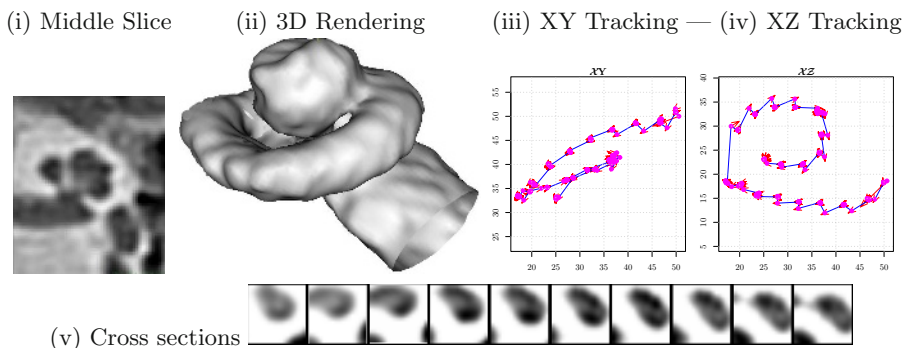 (i) Middle Slice (ii) 3D Rendering (iii) XY Tracking — (iv) XZ Tracking
XY
55
50
45
40
35
30
25
20 25 30 35 40 45 50
XZ
40
35
30
25
20
15
10
5
20 25 30 35 40 45 50
(v) Cross sections